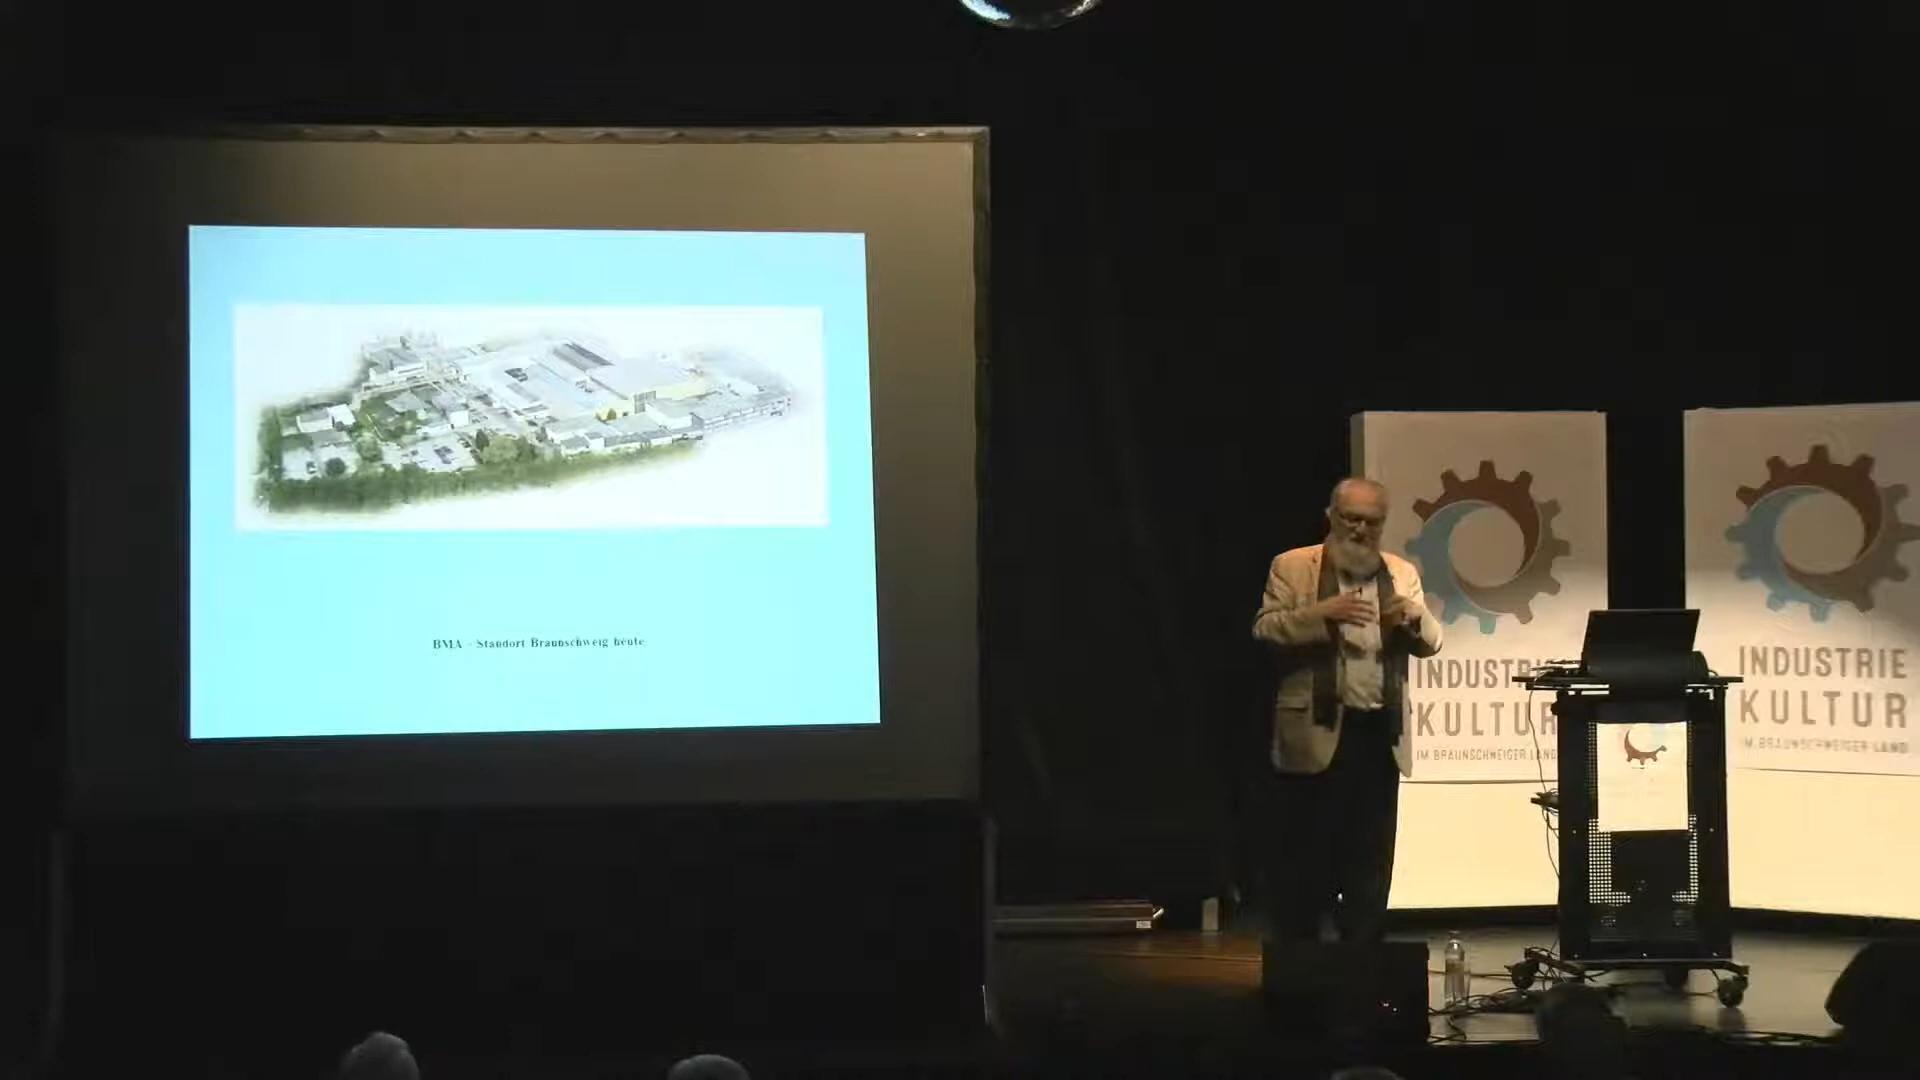 BMA - Standort Braunschweig heute
INDUSTRIE
KULTUR
IM BRAUNSCHWEIGER LAND
INDUSTRIE
KULTUR
IM BRAUNSCHWEIGER LAND